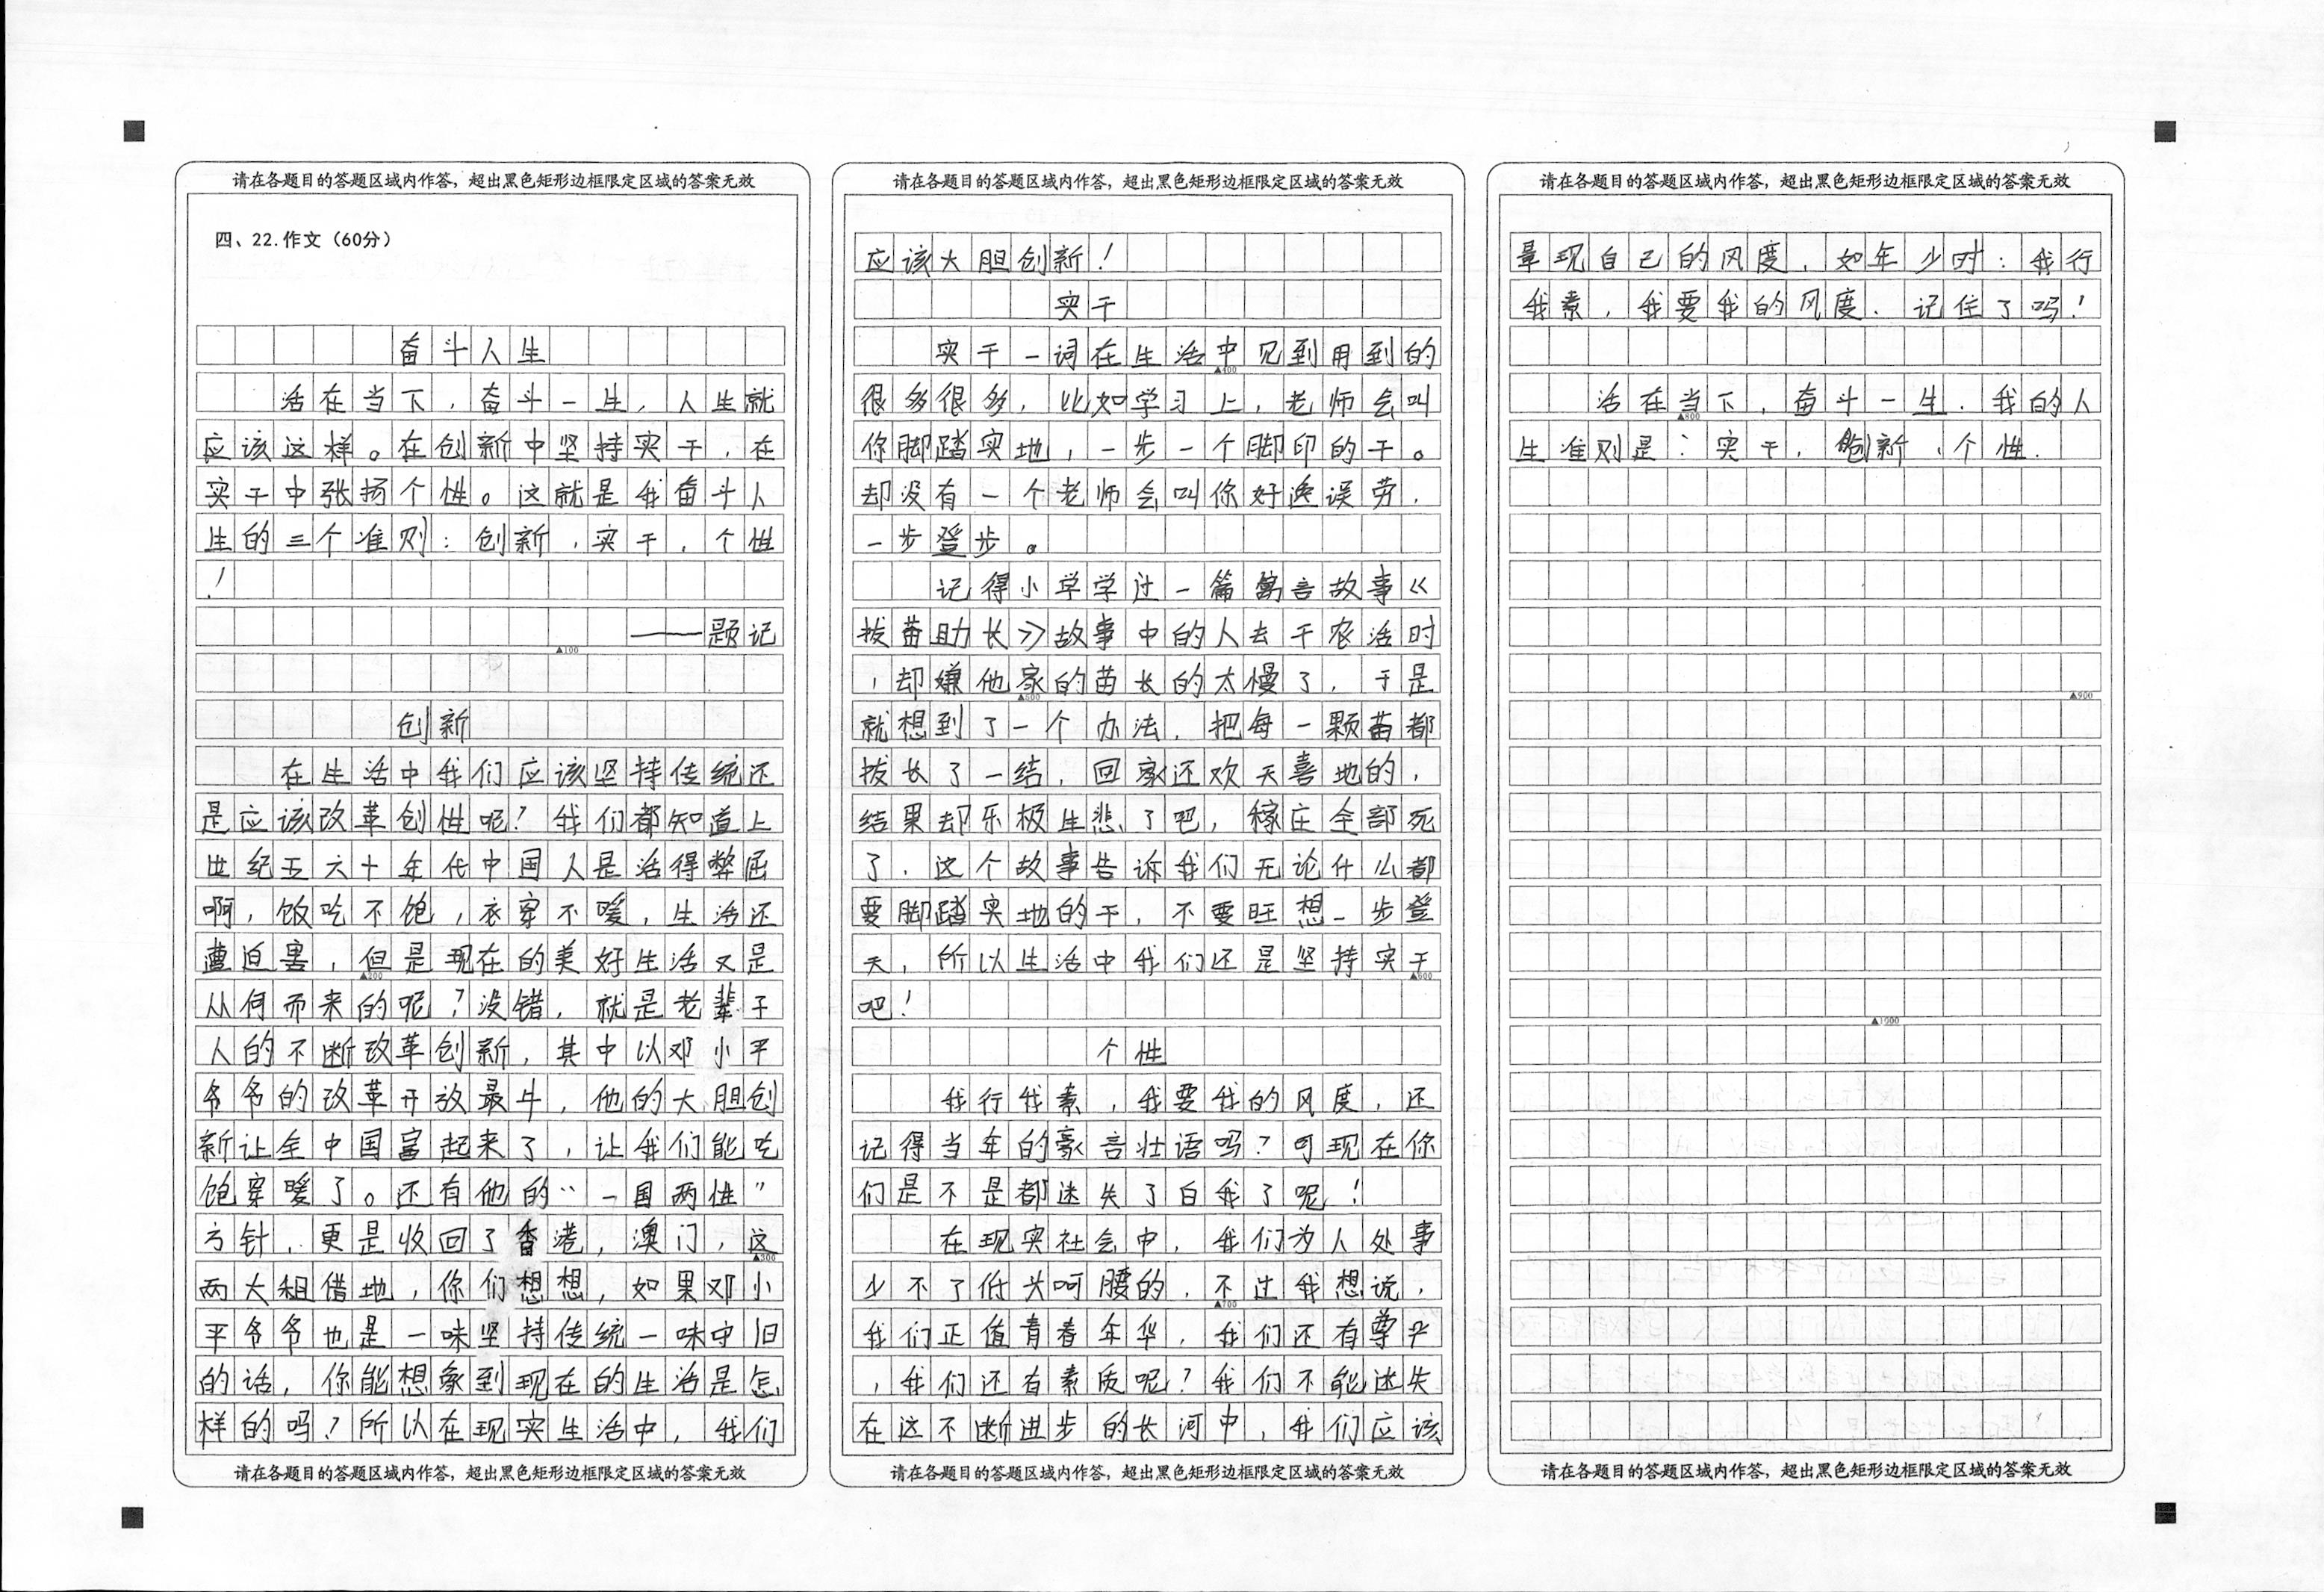 请在各题目的答题区域内作答，超出黑色矩形边框限定区域的答案无效
四、22.作文（60分）
奋斗人生
活在当下，奋斗一生，人生就
应该这样。在创新中坚持实干，在
实干中张扬个性。这就是我奋斗人
生的三个准则：创新，实干，个性
！
——题记
▲100
创新
在生活中我们应该坚持传统还
是应该改革创性呢？我们都知道上
世纪五六十年代中国人是活得弊屈
啊，饭吃不饱，衣穿不暖，生活还
遭迫害，但是现在的美好生活又是
▲200
从何而来的呢？没错，就是老辈子
人的不断改革创新，其中以邓小平
爷爷的改革开放最牛，他的大胆创
新让全中国富起来了，让我们能吃
饱穿暖了。还有他的“一国两性”
方针，更是收回了香港，澳门，这
▲300
两大租借地，你们想想，如果邓小
平爷爷也是一味坚持传统一味守旧
的话，你能想象到现在的生活是怎
样的吗？所以在现实生活中，我们
请在各题目的答题区域内作答，超出黑色矩形边框限定区域的答案无效
请在各题目的答题区域内作答，超出黑色矩形边框限定区域的答案无效
应该大胆创新！
实干
实干一词在生活中见到用到的
▲400
很多很多，比如学习上，老师会叫
你脚踏实地，一步一个脚印的干。
却没有一个老师会叫你好逸误劳，
一步登步。
记得小学学过一篇寓言故事《
拔苗助长》故事中的人去干农活时
，却嫌他家的苗长的太慢了，于是
▲500
就想到了一个办法，把每一颗苗都
拔长了一结，回家还欢天喜地的，
结果却乐极生悲了吧，稼庄全部死
了，这个故事告诉我们无论什么都
要脚踏实地的干，不要旺想一步登
天，所以生活中我们还是坚持实干
▲600
吧！
个性
我行我素，我要我的风度，还
记得当年的豪言壮语吗？可现在你
们是不是都迷失了自我了呢！
在现实社会中，我们为人处事
少不了低头呵腰的，不过我想说，
▲700
我们正值青春年华，我们还有尊严
，我们还有素质呢？我们不能迷失
在这不断进步的长河中，我们应该
请在各题目的答题区域内作答，超出黑色矩形边框限定区域的答案无效
请在各题目的答题区域内作答，超出黑色矩形边框限定区域的答案无效
现自己的风度，如年少时：我行
我素，我要我的风度．记住了吗！
活在当下，奋斗一生．我的人
▲800
生准则是：实干，创新，个性．
▲900
▲1000
请在各题目的答题区域内作答，超出黑色矩形边框限定区域的答案无效